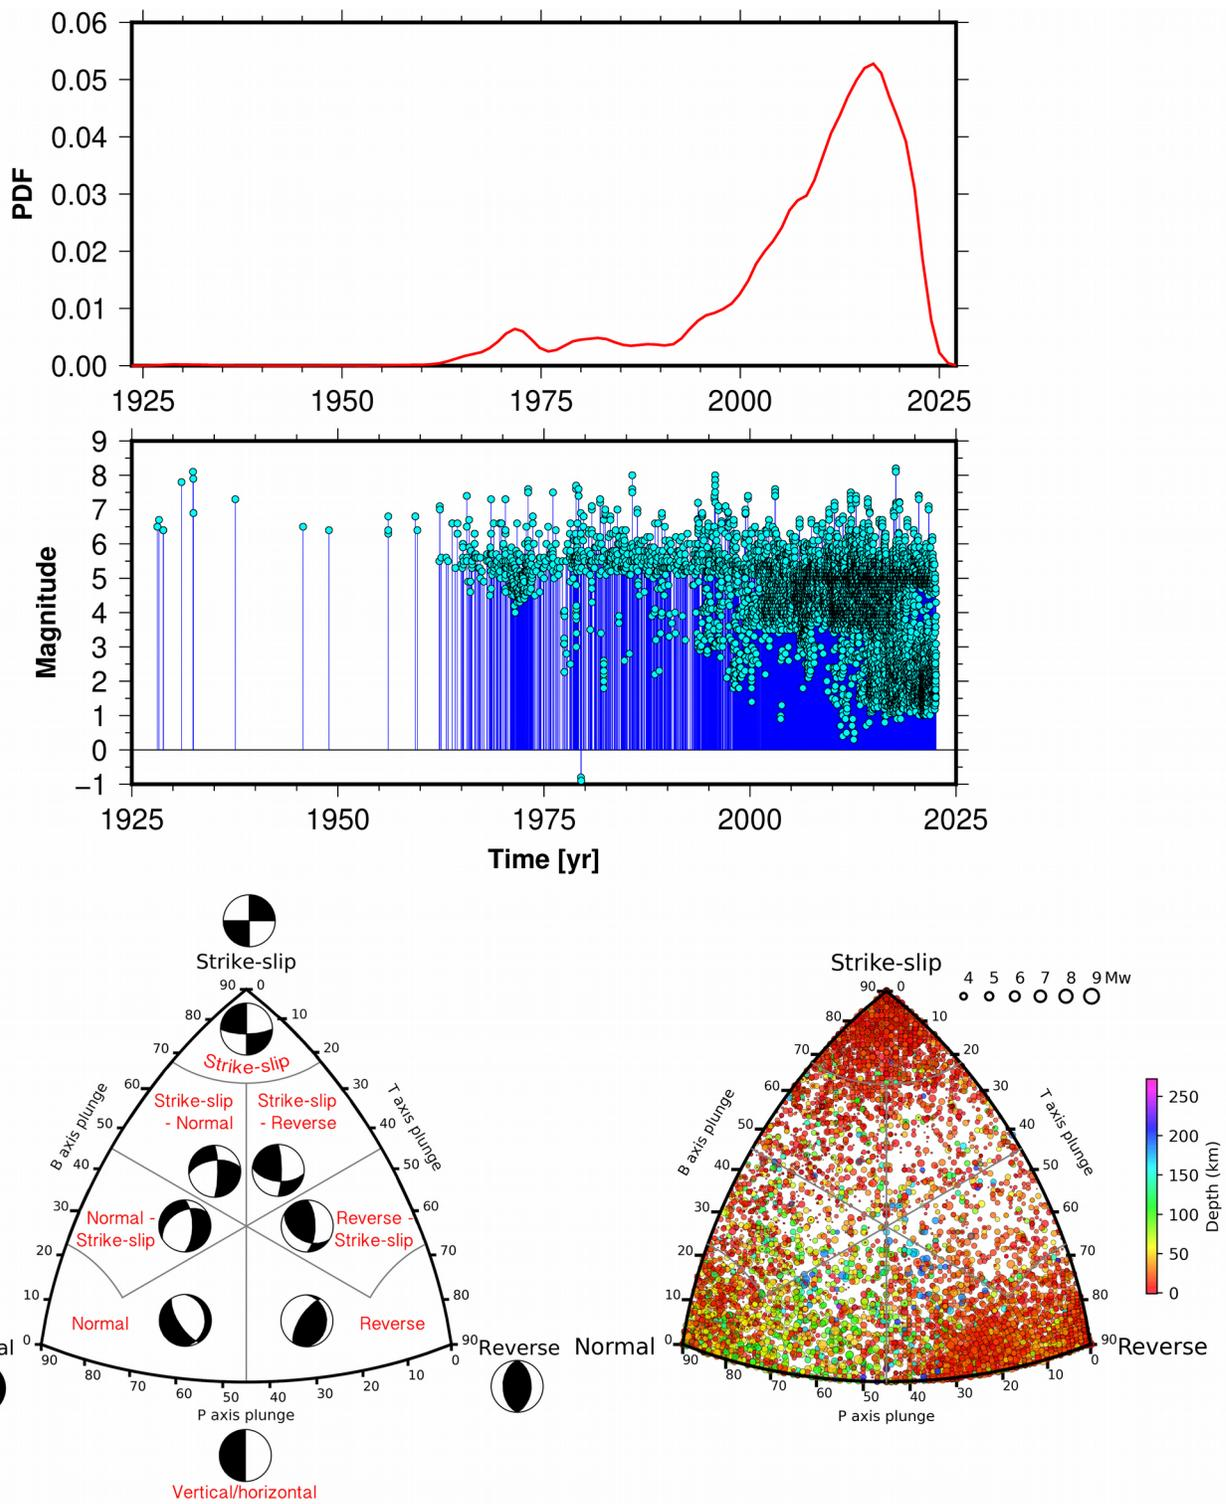 0.06
0.05
0.04
0.03
0.02
0.01
0.00
PDF
1925 1950 1975 2000 2025
9
8
7
6
5
4
3
2
1
0
−1
Magnitude
1925 1950 1975 2000 2025
Time [yr]
Strike-slip
90 0
80 10
70 20
60 30
50 40
40 50
30 60
20 70
10 80
0 90
B axis plunge
T axis plunge
Strike-slip
Strike-slip
- Normal
Strike-slip
- Reverse
Normal -
Strike-slip
Reverse -
Strike-slip
Normal
Reverse
al
Reverse
90 80 70 60 50 40 30 20 10 0
P axis plunge
Vertical/horizontal
Strike-slip
4 5 6 7 8 9 Mw
90 0
80 10
70 20
60 30
50 40
40 50
30 60
20 70
10 80
0 90
B axis plunge
T axis plunge
Normal
Reverse
90 80 70 60 50 40 30 20 10 0
P axis plunge
250
200
150
100
50
0
Depth (km)